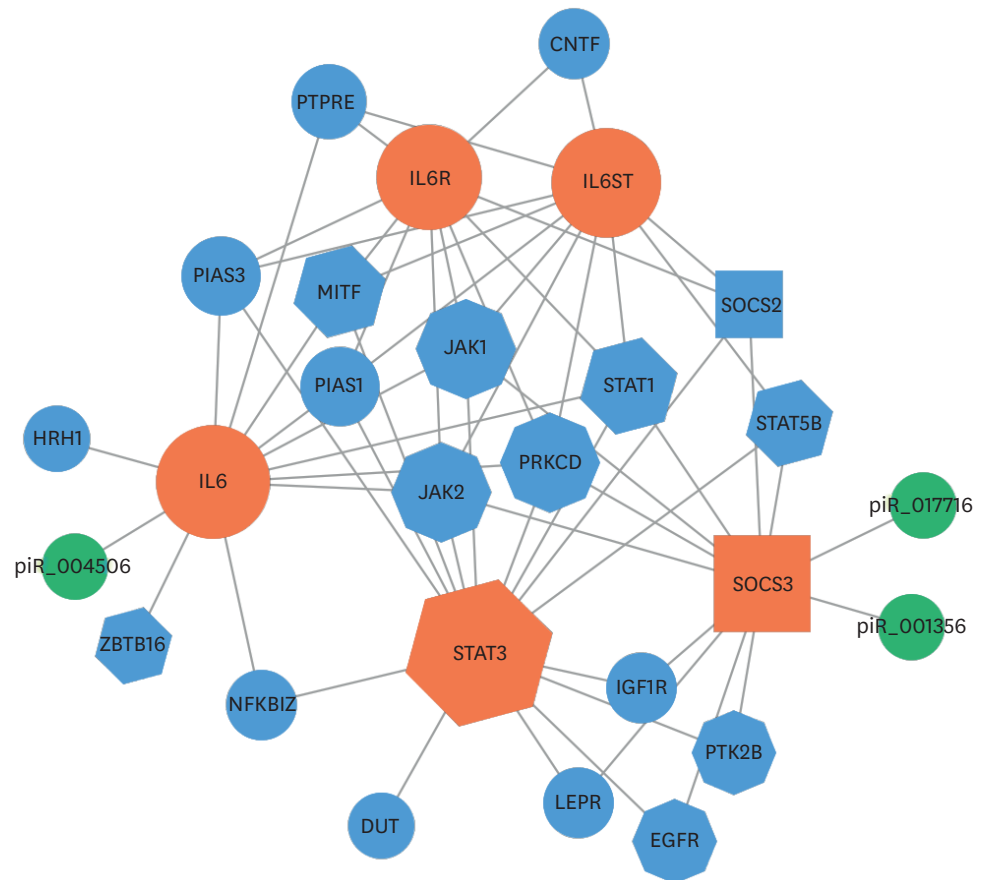 CNTF
PTPRE
IL6R
IL6ST
PIAS3
MITF
SOCS2
JAK1
PIAS1
STAT1
STAT5B
HRH1
IL6
PRKCD
JAK2
piR_017716
piR_004506
SOCS3
piR_001356
ZBTB16
STAT3
IGF1R
NFKBIZ
PTK2B
LEPR
DUT
EGFR